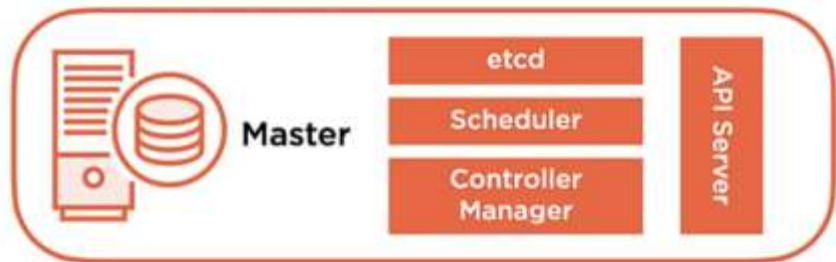 Master
etcd
Scheduler
Controller
Manager
API Server